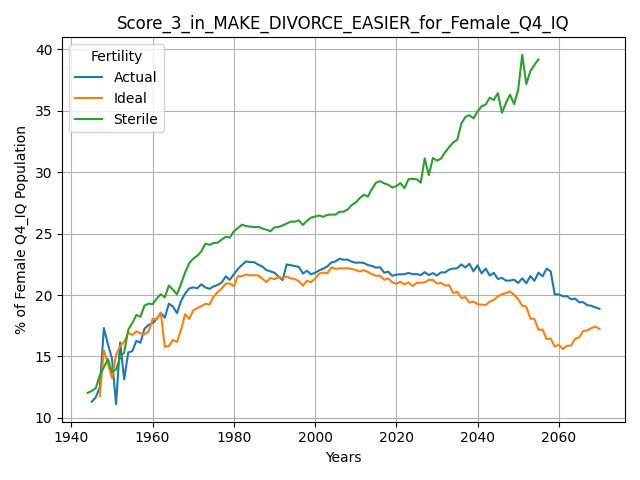 Score_3_in_MAKE_DIVORCE_EASIER_for_Female_Q4_IQ
Fertility
Actual
Ideal
Sterile
% of Female Q4_IQ Population
40
35
30
25
20
15
10
1940
1960
1980
2000
2020
2040
2060
Years